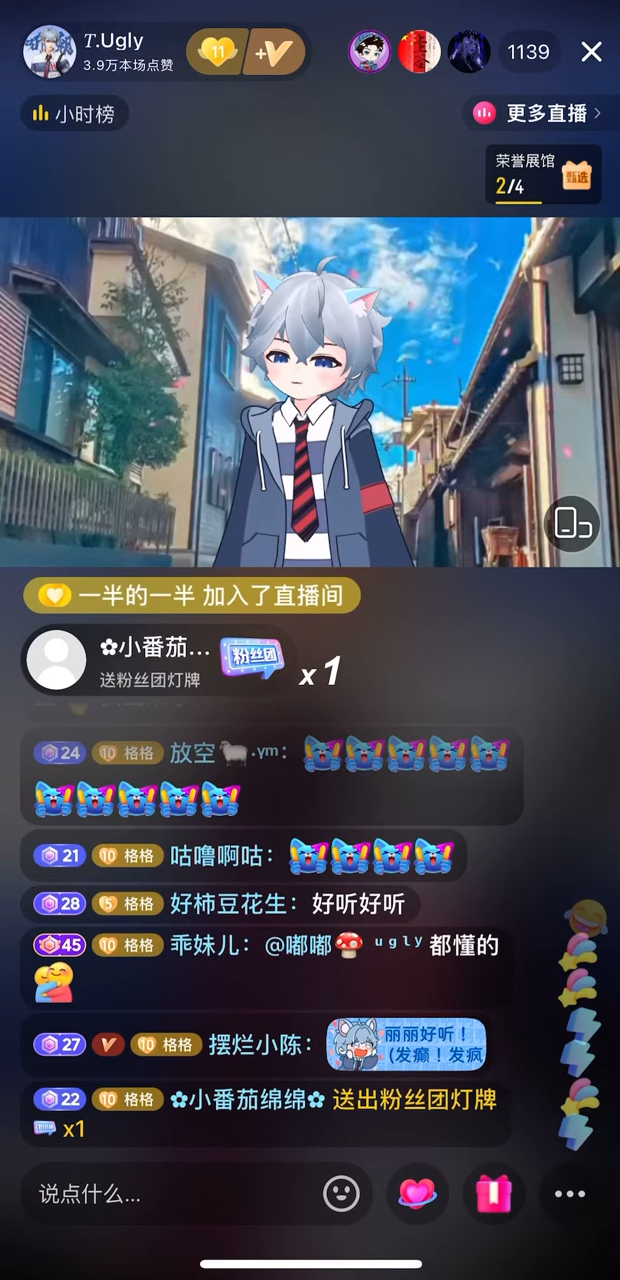 T.Ugly
3.9万本场点赞
11
+V
1139
小时榜
更多直播
荣誉展馆
2/4
甄选
一半的一半 加入了直播间
✿小番茄...
粉丝团
x1
送粉丝团灯牌
24 10 格格 放空🐑.ᵞᵐ：
21 10 格格 咕噜啊咕：
28 5 格格 好柿豆花生：好听好听
45 10 格格 乖妹儿：@嘟嘟🍄 ᵘᵍˡʸ 都懂的
27 V 10 格格 摆烂小陈：
丽丽好听！
(发癫！发疯
22 10 格格 ✿小番茄绵绵✿ 送出粉丝团灯牌
x1
说点什么...